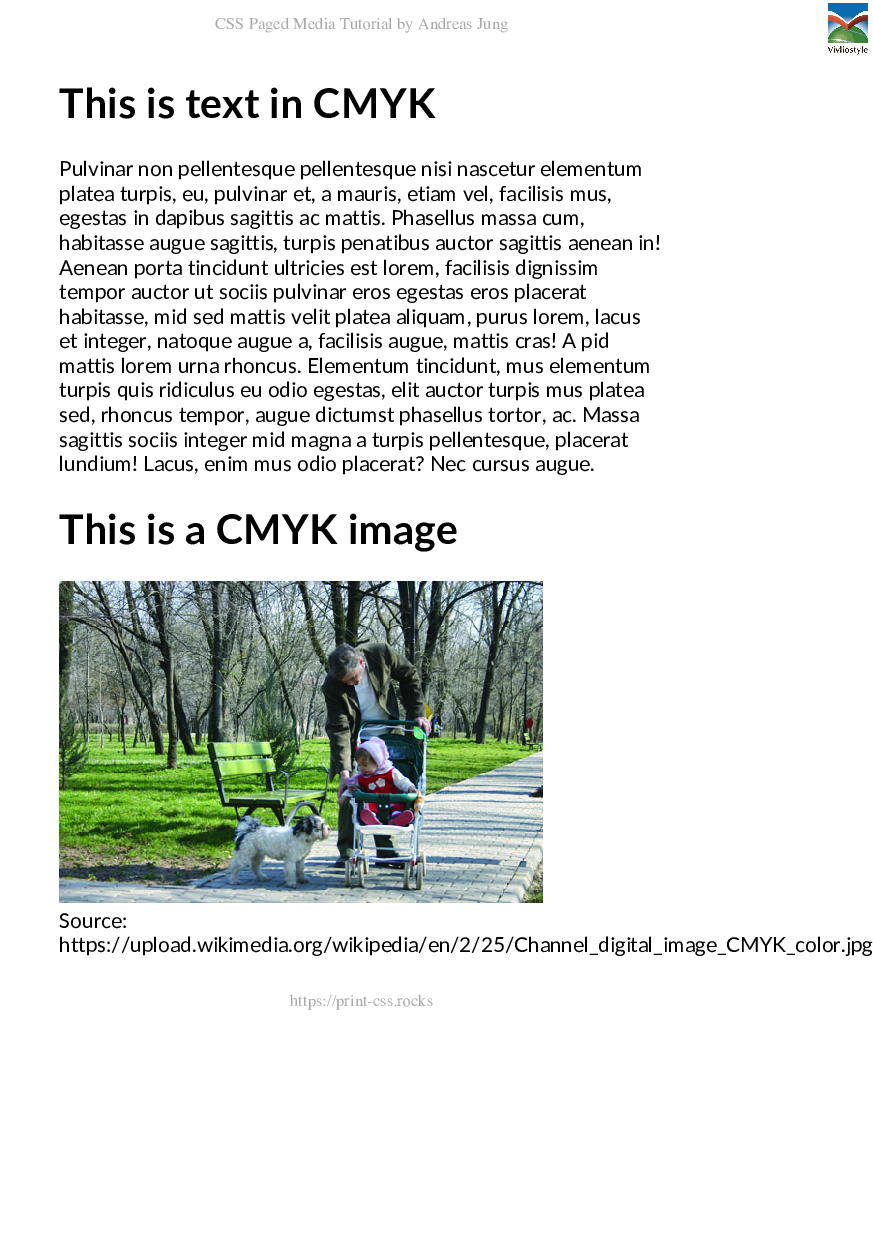 CSS Paged Media Tutorial by Andreas Jung
Vivliostyle
This is text in CMYK
Pulvinar non pellentesque pellentesque nisi nascetur elementum
platea turpis, eu, pulvinar et, a mauris, etiam vel, facilisis mus,
egestas in dapibus sagittis ac mattis. Phasellus massa cum,
habitasse augue sagittis, turpis penatibus auctor sagittis aenean in!
Aenean porta tincidunt ultricies est lorem, facilisis dignissim
tempor auctor ut sociis pulvinar eros egestas eros placerat
habitasse, mid sed mattis velit platea aliquam, purus lorem, lacus
et integer, natoque augue a, facilisis augue, mattis cras! A pid
mattis lorem urna rhoncus. Elementum tincidunt, mus elementum
turpis quis ridiculus eu odio egestas, elit auctor turpis mus platea
sed, rhoncus tempor, augue dictumst phasellus tortor, ac. Massa
sagittis sociis integer mid magna a turpis pellentesque, placerat
lundium! Lacus, enim mus odio placerat? Nec cursus augue.
This is a CMYK image
Source:
https://upload.wikimedia.org/wikipedia/en/2/25/Channel_digital_image_CMYK_color.jpg
https://print-css.rocks